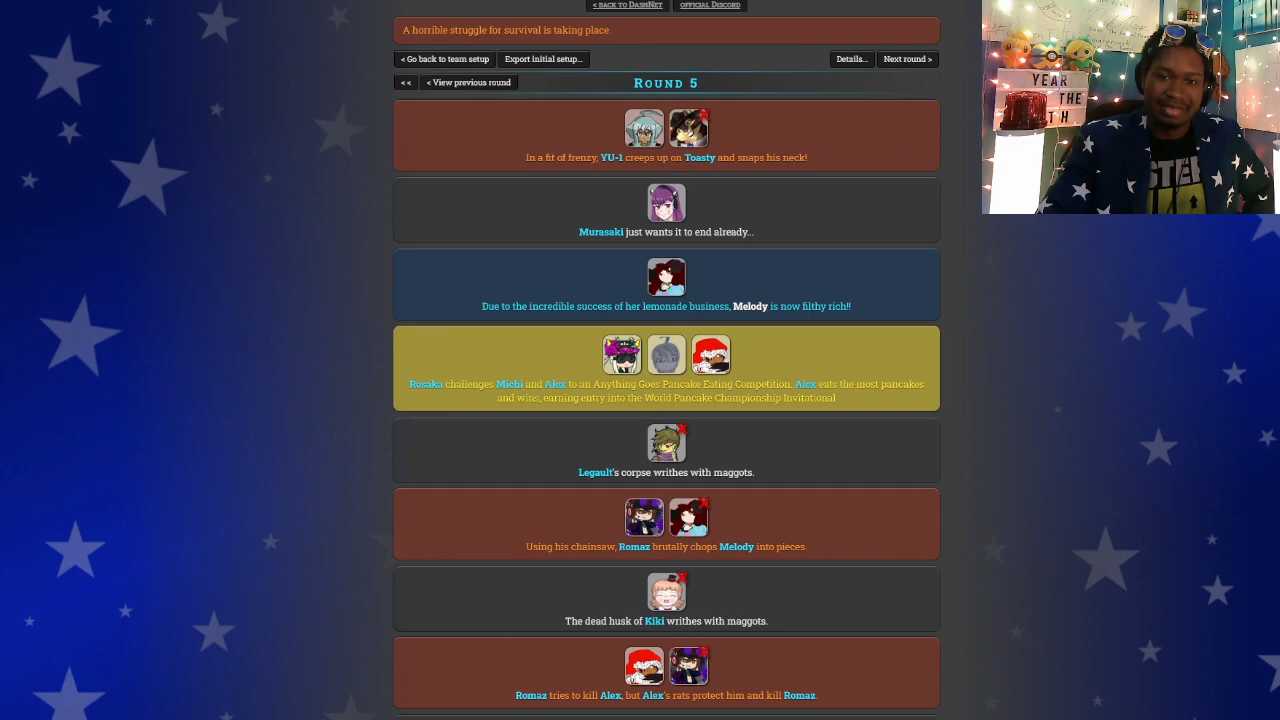 < BACK TO DASHNET
OFFICIAL DISCORD
A horrible struggle for survival is taking place.
< Go back to team setup
Export initial setup...
Details...
Next round >
<<
< View previous round
ROUND 5
In a fit of frenzy, YU-1 creeps up on Toasty and snaps his neck!
Murasaki just wants it to end already...
Due to the incredible success of her lemonade business, Melody is now filthy rich!!
Rosaka challenges Michi and Alex to an Anything Goes Pancake Eating Competition. Alex eats the most pancakes
and wins, earning entry into the World Pancake Championship Invitational
Legault's corpse writhes with maggots.
Using his chainsaw, Romaz brutally chops Melody into pieces.
The dead husk of Kiki writhes with maggots.
Romaz tries to kill Alex, but Alex's rats protect him and kill Romaz.
YEAR
THE